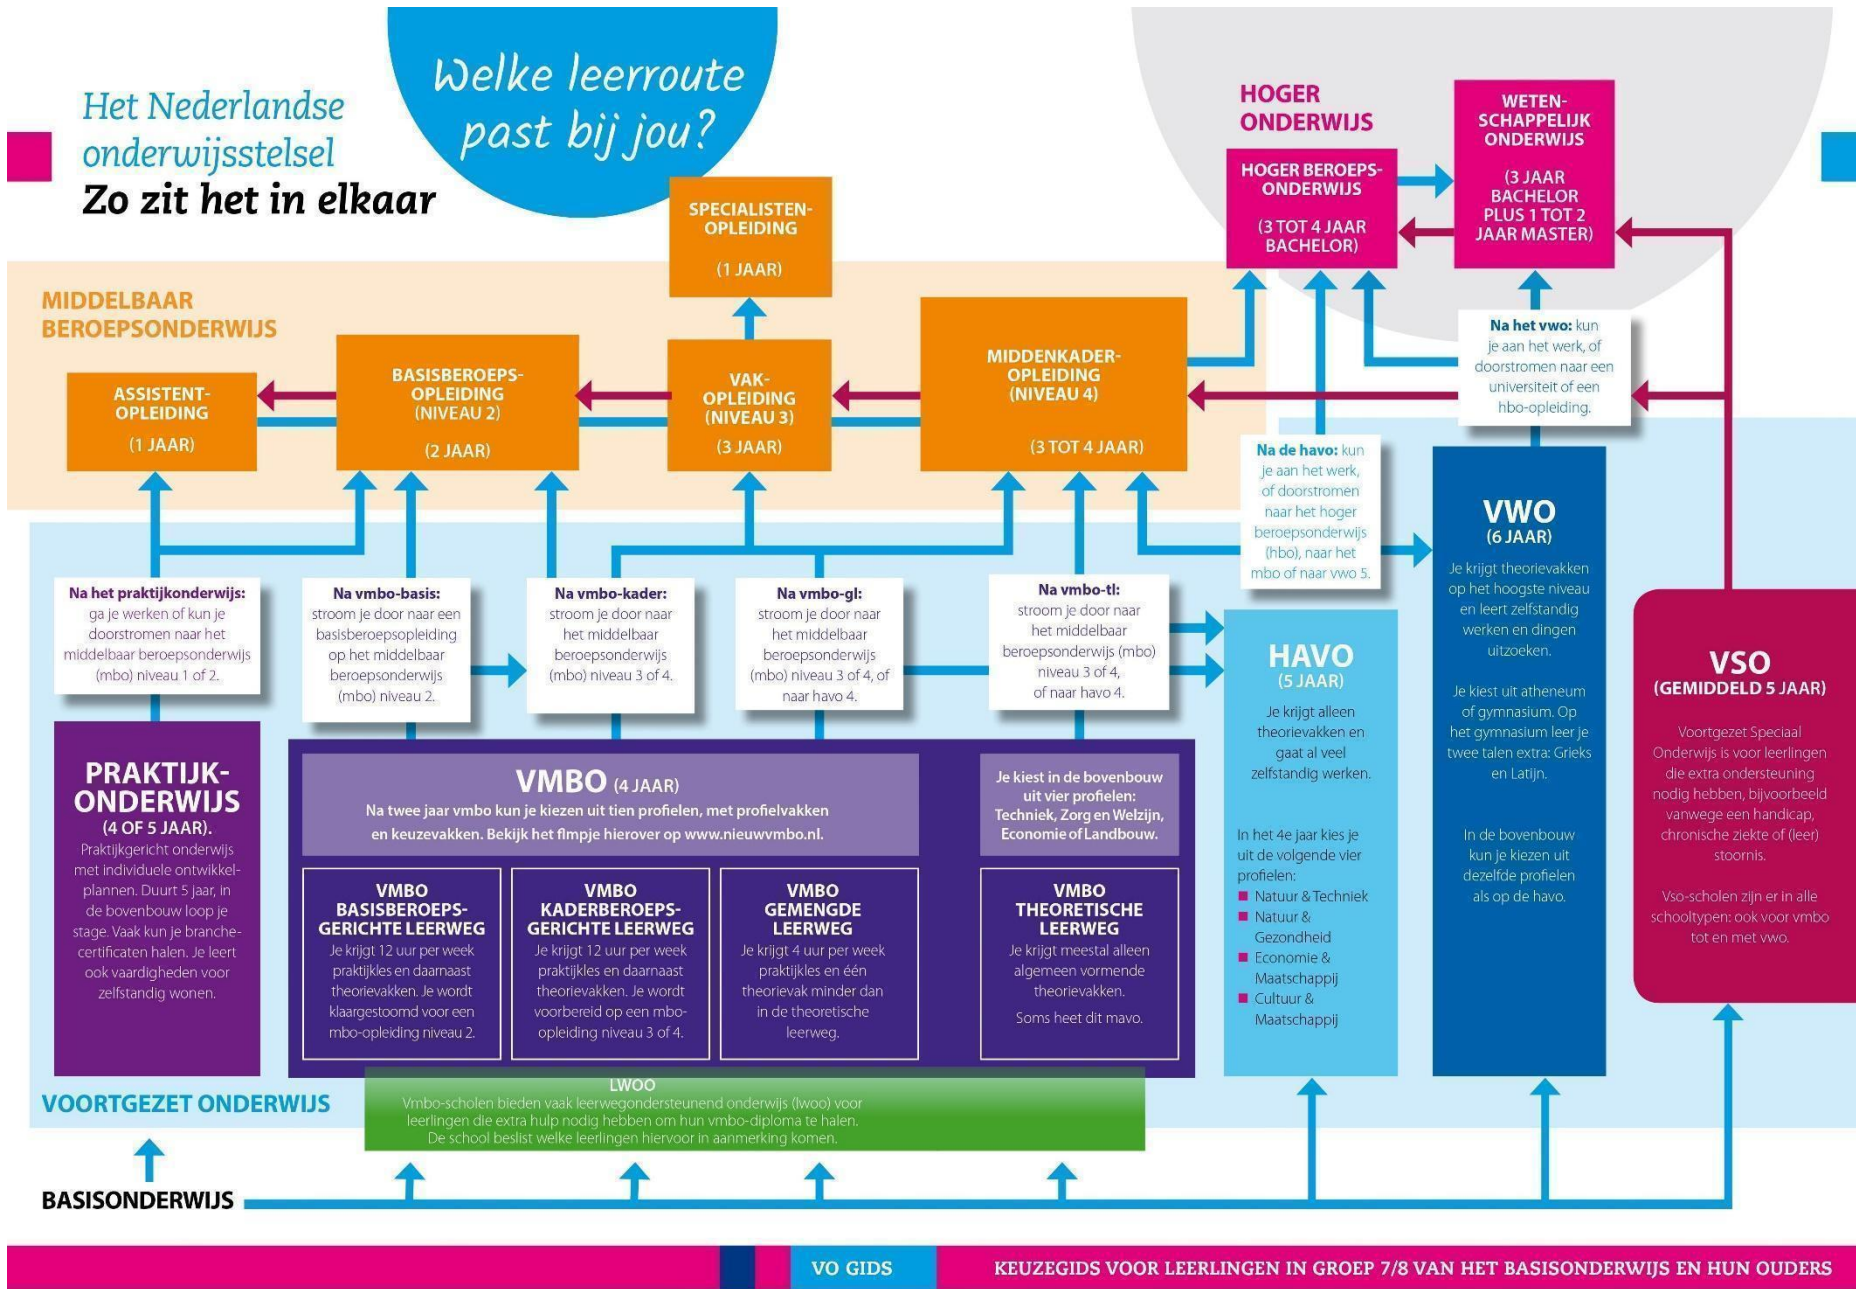 Het Nederlandse
onderwijsstelsel
Zo zit het in elkaar
Welke leerroute
past bij jou?
HOGER
ONDERWIJS
WETEN-
SCHAPPELIJK
ONDERWIJS
(3 JAAR
BACHELOR
PLUS 1 TOT 2
JAAR MASTER)
HOGER BEROEPS-
ONDERWIJS
(3 TOT 4 JAAR
BACHELOR)
SPECIALISTEN-
OPLEIDING
(1 JAAR)
MIDDELBAAR
BEROEPSONDERWIJS
ASSISTENT-
OPLEIDING
(1 JAAR)
BASISBEROEPS-
OPLEIDING
(NIVEAU 2)
(2 JAAR)
VAK-
OPLEIDING
(NIVEAU 3)
(3 JAAR)
MIDDENKADER-
OPLEIDING
(NIVEAU 4)
(3 TOT 4 JAAR)
Na het vwo: kun
je aan het werk, of
doorstromen naar een
universiteit of een
hbo-opleiding.
Na de havo: kun
je aan het werk,
of doorstromen
naar het hoger
beroepsonderwijs
(hbo), naar het
mbo of naar vwo 5.
Na het praktijkonderwijs:
ga je werken of kun je
doorstromen naar het
middelbaar beroepsonderwijs
(mbo) niveau 1 of 2.
Na vmbo-basis:
stroom je door naar een
basisberoepsopleiding
op het middelbaar
beroepsonderwijs
(mbo) niveau 2.
Na vmbo-kader:
stroom je door naar
het middelbaar
beroepsonderwijs
(mbo) niveau 3 of 4.
Na vmbo-gl:
stroom je door naar
het middelbaar
beroepsonderwijs
(mbo) niveau 3 of 4, of
naar havo 4.
Na vmbo-tl:
stroom je door naar
het middelbaar
beroepsonderwijs (mbo)
niveau 3 of 4,
of naar havo 4.
PRAKTIJK-
ONDERWIJS
(4 OF 5 JAAR).
Praktijkgericht onderwijs
met individuele ontwikkel-
plannen. Duurt 5 jaar, in
de bovenbouw loop je
stage. Vaak kun je branche-
certificaten halen. Je leert
ook vaardigheden voor
zelfstandig wonen.
VMBO (4 JAAR)
Na twee jaar vmbo kun je kiezen uit tien profielen, met profielvakken
en keuzevakken. Bekijk het flmpje hierover op www.nieuwvmbo.nl.
Je kiest in de bovenbouw
uit vier profielen:
Techniek, Zorg en Welzijn,
Economie of Landbouw.
VMBO
BASISBEROEPS-
GERICHTE LEERWEG
Je krijgt 12 uur per week
praktijkles en daarnaast
theorievakken. Je wordt
klaargestoomd voor een
mbo-opleiding niveau 2.
VMBO
KADERBEROEPS-
GERICHTE LEERWEG
Je krijgt 12 uur per week
praktijkles en daarnaast
theorievakken. Je wordt
voorbereid op een mbo-
opleiding niveau 3 of 4.
VMBO
GEMENGDE
LEERWEG
Je krijgt 4 uur per week
praktijkles en één
theorievak minder dan
in de theoretische
leerweg.
VMBO
THEORETISCHE
LEERWEG
Je krijgt meestal alleen
algemeen vormende
theorievakken.
Soms heet dit mavo.
HAVO
(5 JAAR)
Je krijgt alleen
theorievakken en
gaat al veel
zelfstandig werken.
In het 4e jaar kies je
uit de volgende vier
profielen:
Natuur & Techniek
Natuur &
Gezondheid
Economie &
Maatschappij
Cultuur &
Maatschappij
VWO
(6 JAAR)
Je krijgt theorievakken
op het hoogste niveau
en leert zelfstandig
werken en dingen
uitzoeken.
Je kiest uit atheneum
of gymnasium. Op
het gymnasium leer je
twee talen extra: Grieks
en Latijn.
In de bovenbouw
kun je kiezen uit
dezelfde profielen
als op de havo.
VSO
(GEMIDDELD 5 JAAR)
Voortgezet Speciaal
Onderwijs is voor leerlingen
die extra ondersteuning
nodig hebben, bijvoorbeeld
vanwege een handicap,
chronische ziekte of (leer)
stoornis.
Vso-scholen zijn er in alle
schooltypen: ook voor vmbo
tot en met vwo.
VOORTGEZET ONDERWIJS
LWOO
Vmbo-scholen bieden vaak leerwegondersteunend onderwijs (lwoo) voor
leerlingen die extra hulp nodig hebben om hun vmbo-diploma te halen.
De school beslist welke leerlingen hiervoor in aanmerking komen.
BASISONDERWIJS
VO GIDS
KEUZEGIDS VOOR LEERLINGEN IN GROEP 7/8 VAN HET BASISONDERWIJS EN HUN OUDERS